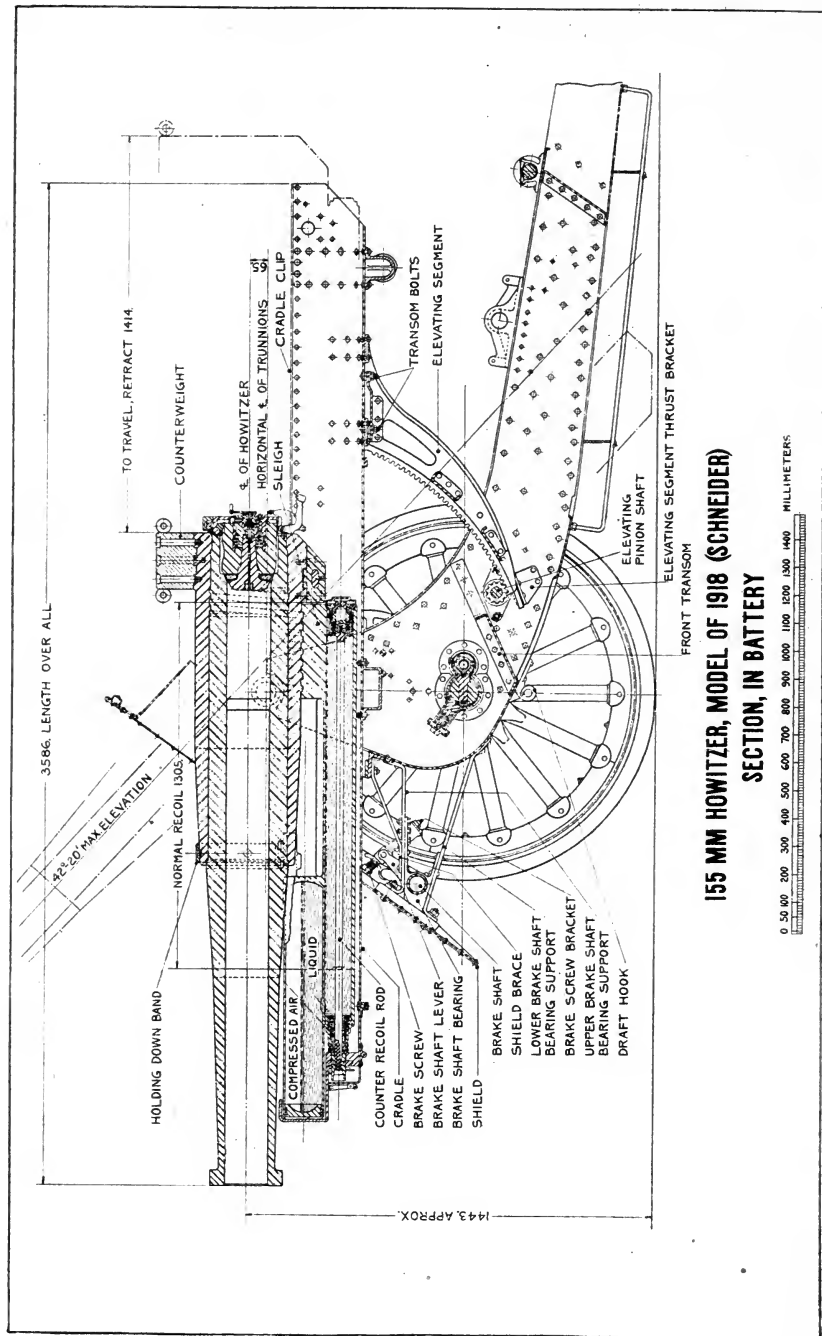 3586, LENGTH OVER ALL
TO TRAVEL, RETRACT 1414
COUNTERWEIGHT
42°-20' MAX. ELEVATION
NORMAL RECOIL 1305
HOLDING DOWN BAND
℄ OF HOWITZER
HORIZONTAL ℄ OF TRUNNIONS
SLEIGH
CRADLE CLIP
COMPRESSED AIR
LIQUID
TRANSOM BOLTS
ELEVATING SEGMENT
COUNTER RECOIL ROD
CRADLE
BRAKE SCREW
BRAKE SHAFT LEVER
BRAKE SHAFT BEARING
SHIELD
BRAKE SHAFT
SHIELD BRACE
LOWER BRAKE SHAFT
BEARING SUPPORT
BRAKE SCREW BRACKET
UPPER BRAKE SHAFT
BEARING SUPPORT
DRAFT HOOK
ELEVATING
PINION SHAFT
ELEVATING SEGMENT THRUST BRACKET
FRONT TRANSOM
1443, APPROX.
155 MM HOWITZER, MODEL OF 1918 (SCHNEIDER)
SECTION, IN BATTERY
0 50 100 200 300 400 500 600 700 800 900 1000 1100 1200 1300 1400 MILLIMETERS